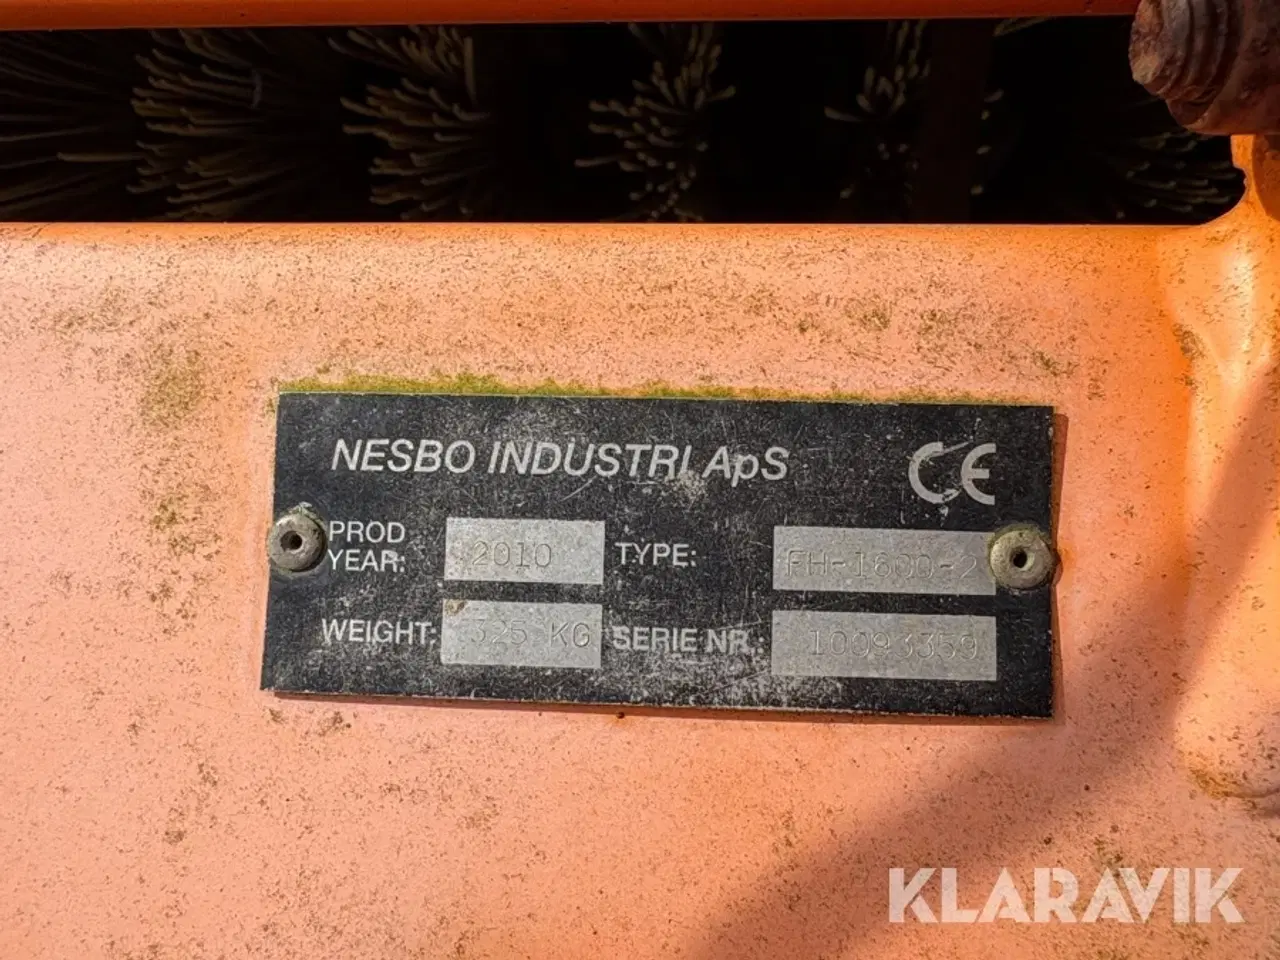 NESBO INDUSTRI ApS CE
PROD YEAR: 2010 TYPE: FH-1600-2
WEIGHT: 325 KG SERIE NR.: 10093359
KLARAVIK